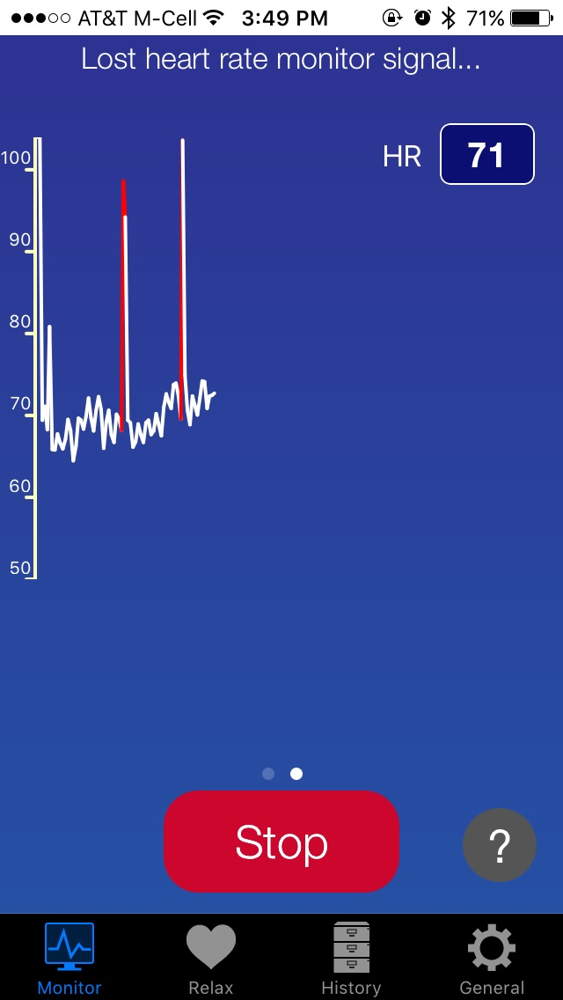 AT&T M-Cell 3:49 PM 71%
Lost heart rate monitor signal...
HR 71
100
90
80
70
60
50
Stop
?
Monitor Relax History General